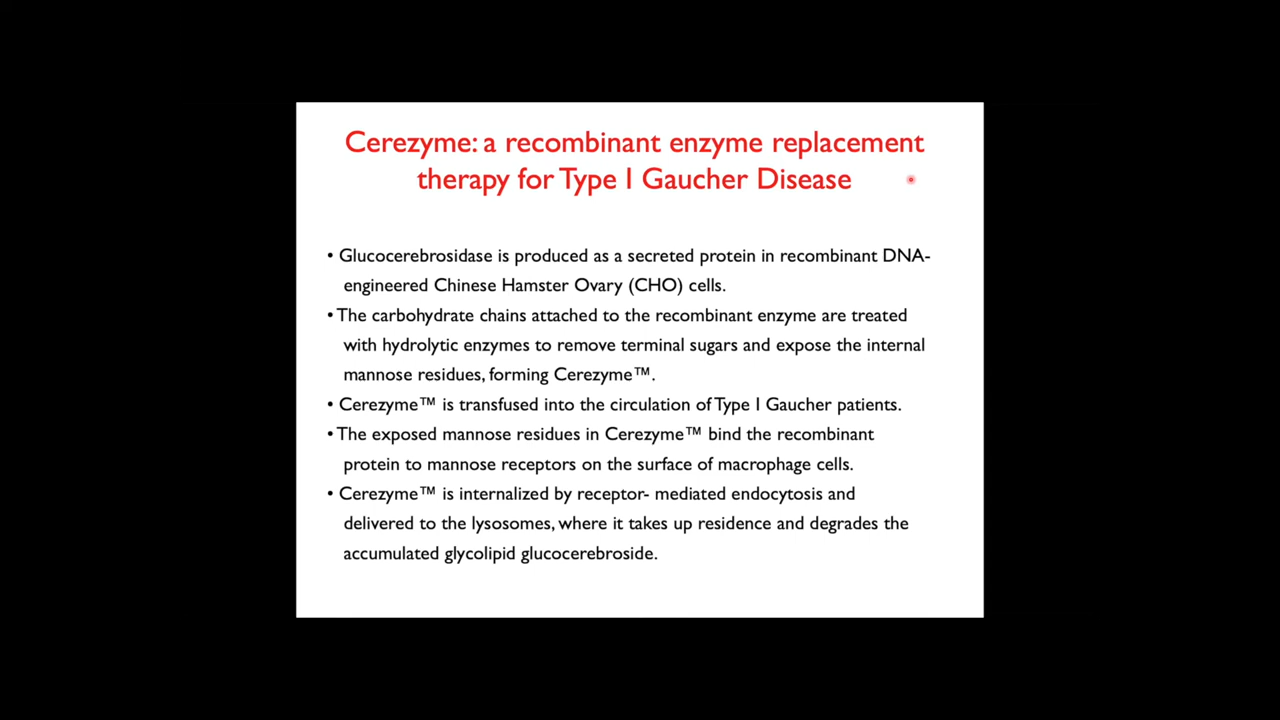 Cerezyme: a recombinant enzyme replacement
therapy for Type I Gaucher Disease
• Glucocerebrosidase is produced as a secreted protein in recombinant DNA-
engineered Chinese Hamster Ovary (CHO) cells.
• The carbohydrate chains attached to the recombinant enzyme are treated
with hydrolytic enzymes to remove terminal sugars and expose the internal
mannose residues, forming Cerezyme™.
• Cerezyme™ is transfused into the circulation of Type I Gaucher patients.
• The exposed mannose residues in Cerezyme™ bind the recombinant
protein to mannose receptors on the surface of macrophage cells.
• Cerezyme™ is internalized by receptor- mediated endocytosis and
delivered to the lysosomes, where it takes up residence and degrades the
accumulated glycolipid glucocerebroside.